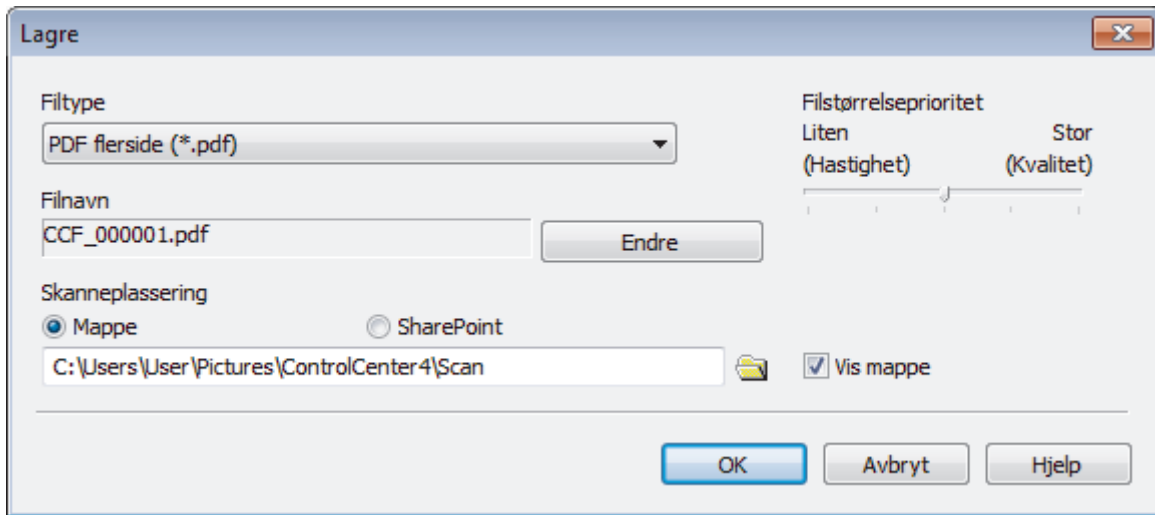 Lagre
Filtype
PDF flerside (*.pdf)
Filnavn
CCF_000001.pdf
Endre
Filstørrelseprioritet
Liten Stor
(Hastighet) (Kvalitet)
Skanneplassering
Mappe SharePoint
C:\Users\User\Pictures\ControlCenter4\Scan
Vis mappe
OK Avbryt Hjelp